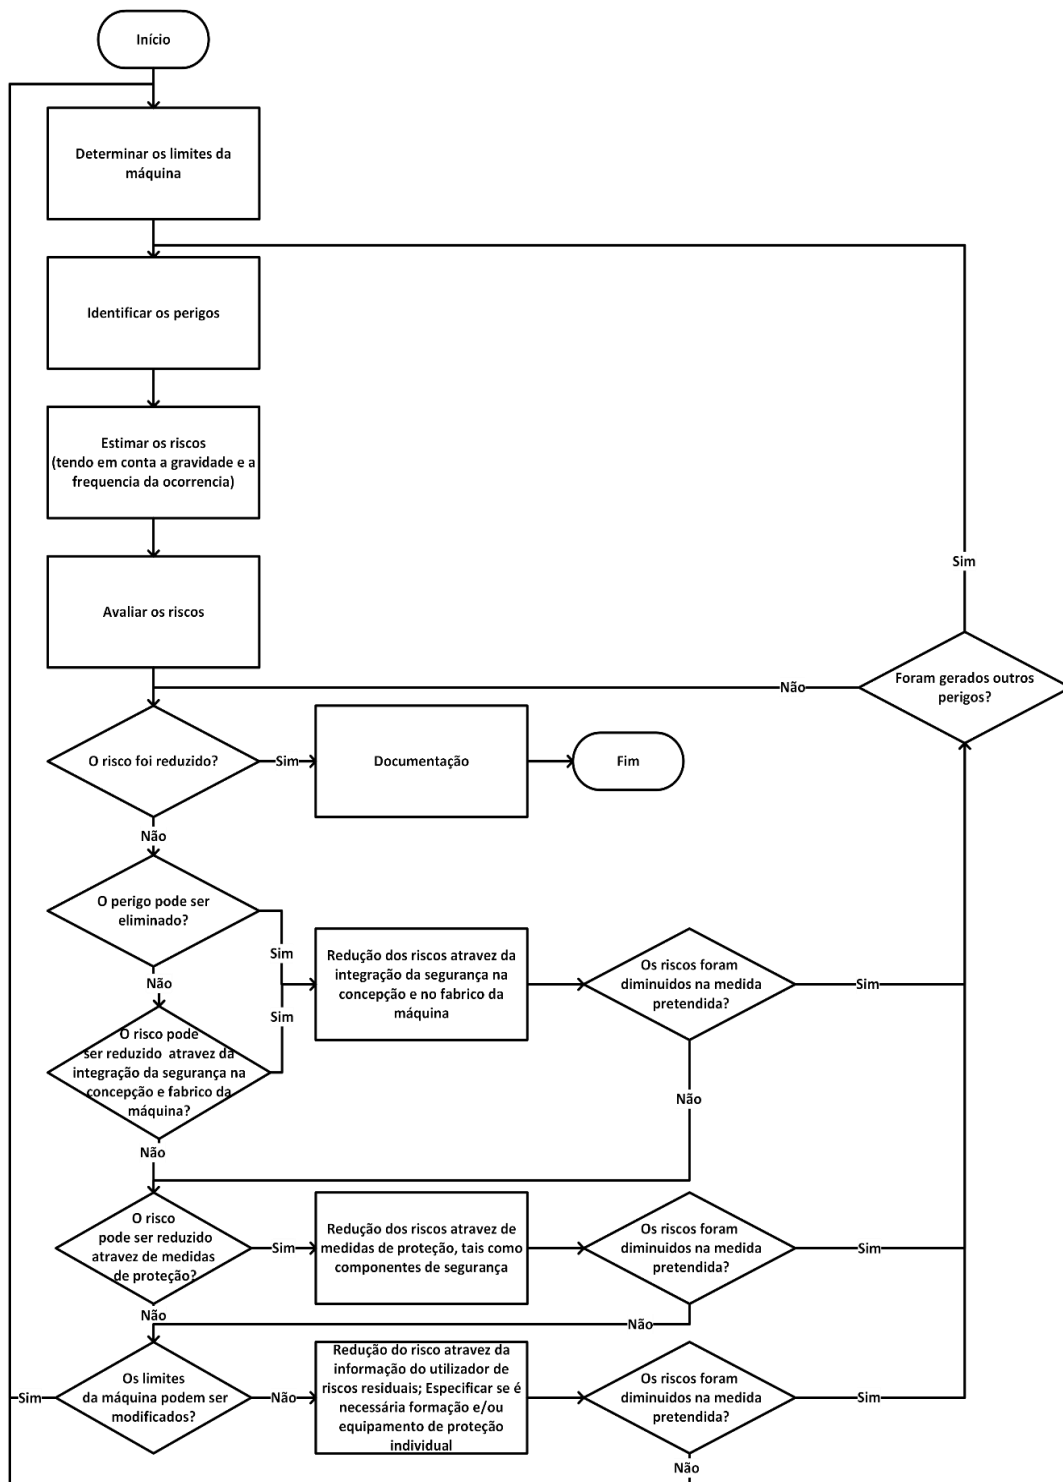 Início
Determinar os limites da
máquina
Identificar os perigos
Estimar os riscos
(tendo em conta a gravidade e a
frequencia da ocorrencia)
Sim
Avaliar os riscos
Foram gerados outros
perigos?
Não
O risco foi reduzido?
Sim
Documentação
Fim
Não
O perigo pode ser
eliminado?
Sim
Não
Sim
O risco pode
ser reduzido atravez da
integração da segurança na
concepção e fabrico da
máquina?
Redução dos riscos atravez da
integração da segurança na
concepção e no fabrico da
máquina
Os riscos foram
diminuidos na medida
pretendida?
Sim
Não
Não
O risco
pode ser reduzido
atravez de medidas
de proteção?
Sim
Redução dos riscos atravez de
medidas de proteção, tais como
componentes de segurança
Os riscos foram
diminuidos na medida
pretendida?
Sim
Não
Não
Sim
Os limites
da máquina podem ser
modificados?
Não
Redução do risco atravez da
informação do utilizador de
riscos residuais; Especificar se é
necessária formação e/ou
equipamento de proteção
individual
Os riscos foram
diminuidos na medida
pretendida?
Sim
Não